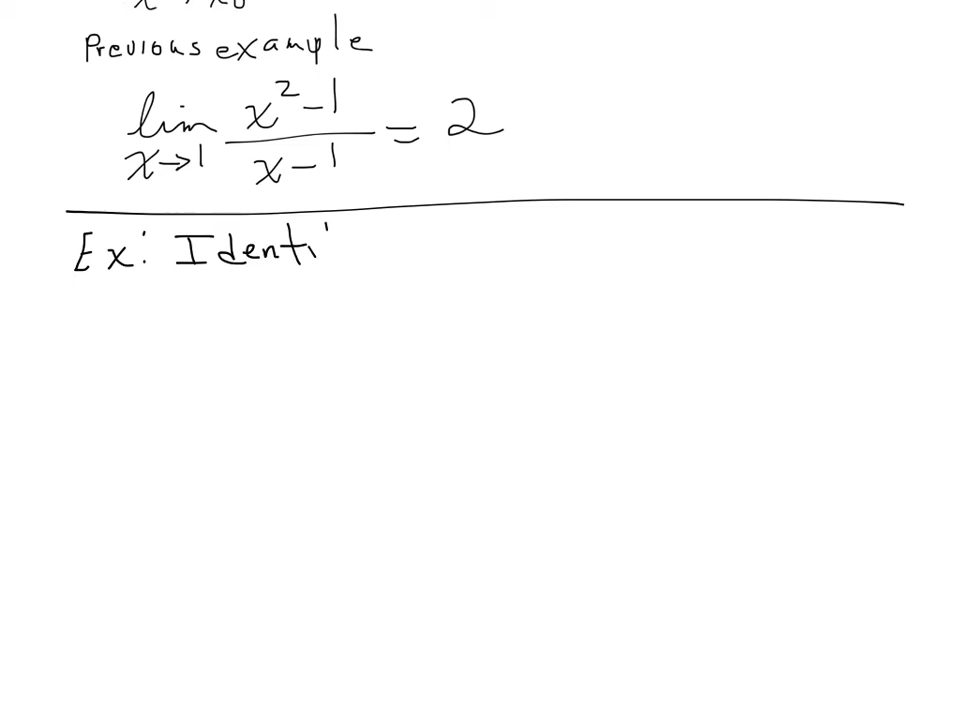 Previous example
lim x→1 x²-1 / x-1 = 2
Ex: Identi